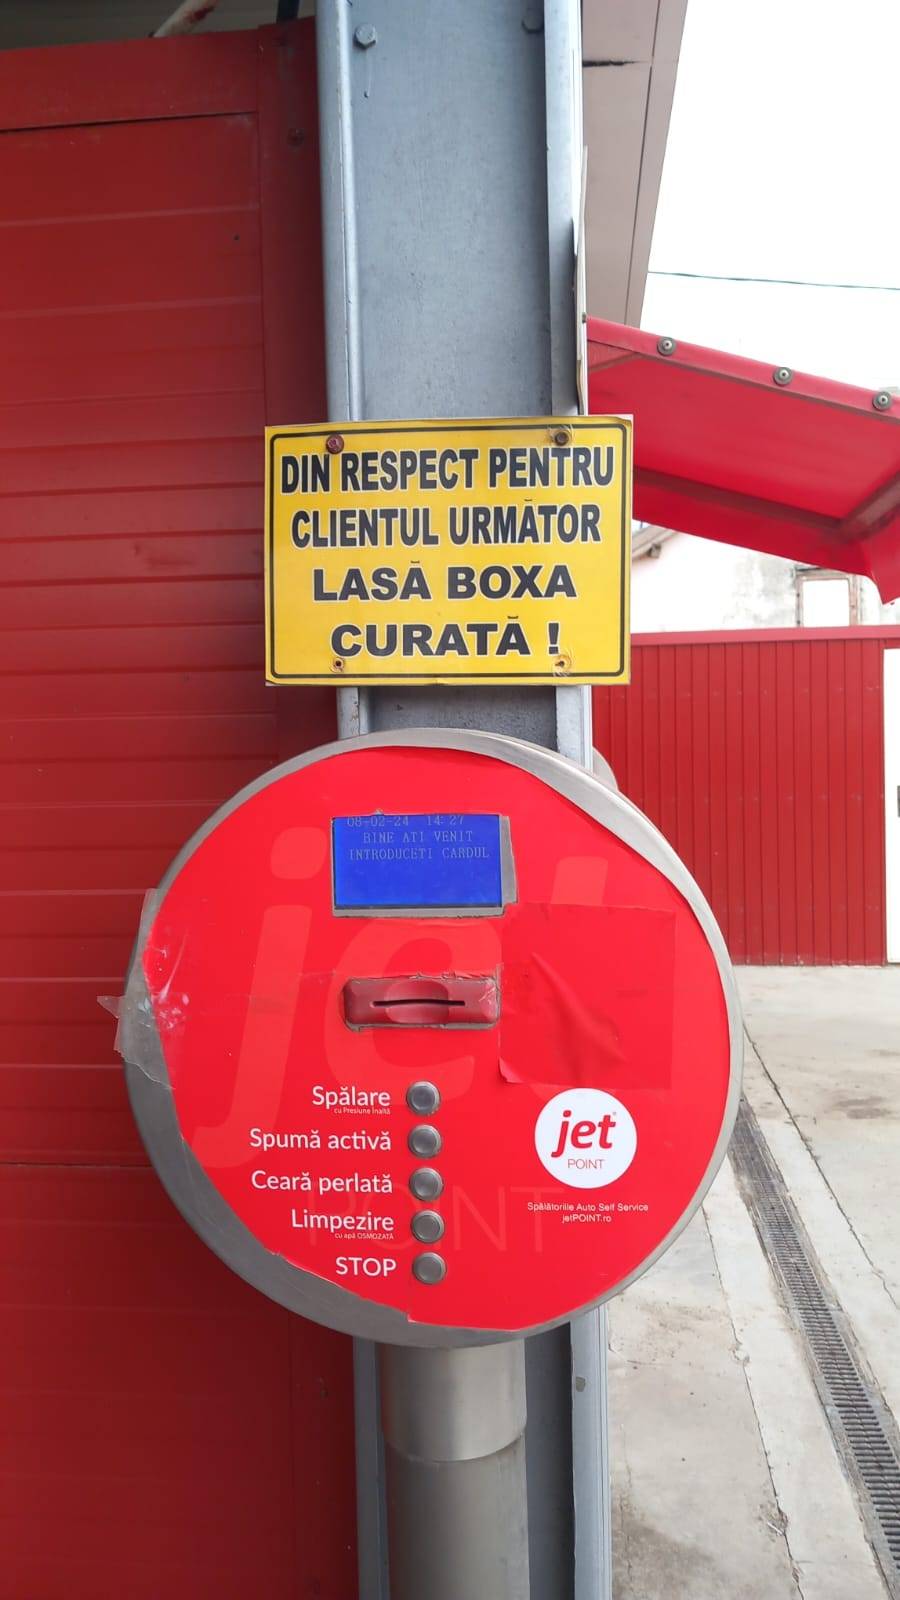 DIN RESPECT PENTRU
CLIENTUL URMĂTOR
LASĂ BOXA
CURATĂ !
08-02-24 14:27
BINE ATI VENIT
INTRODUCETI CARDUL
jet
Spălare
cu Presiune Înaltă
Spumă activă
Ceară perlată
Limpezire
cu apă OSMOZATĂ
STOP
POINT
jet
POINT
Spălătoriile Auto Self Service
jetPOINT.ro